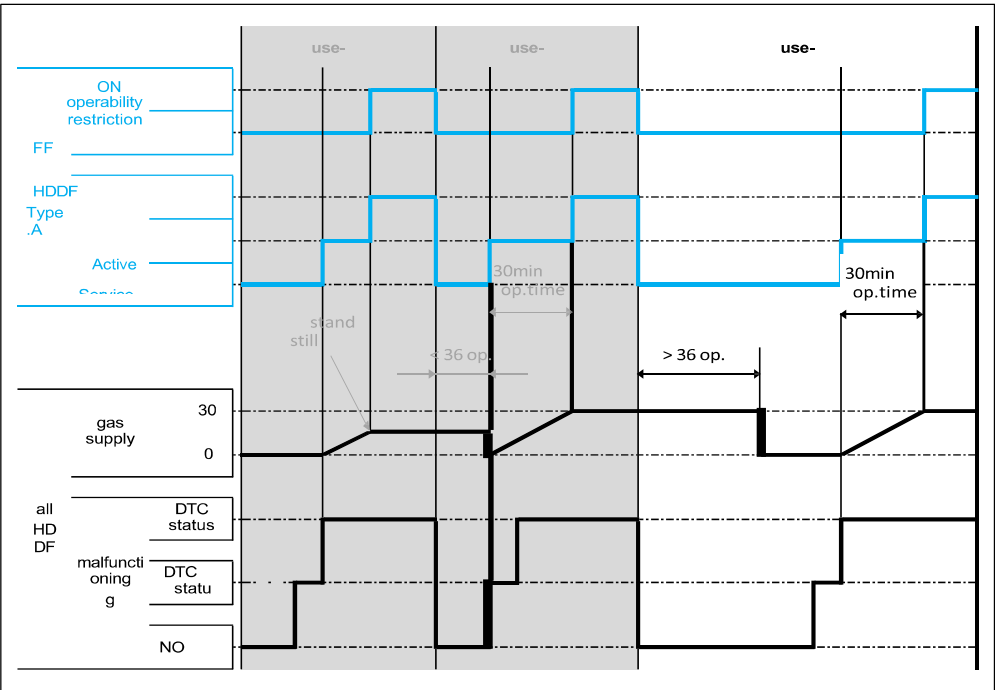 use-
use-
use-
ON
operability
restriction
FF
HDDF
Type
.A
Active
30min
op.time
30min
op.time
stand
still
< 36 op.
> 36 op.
30
gas
supply
0
all
HD
DF
DTC
status
malfuncti
oning
g
DTC
statu
NO